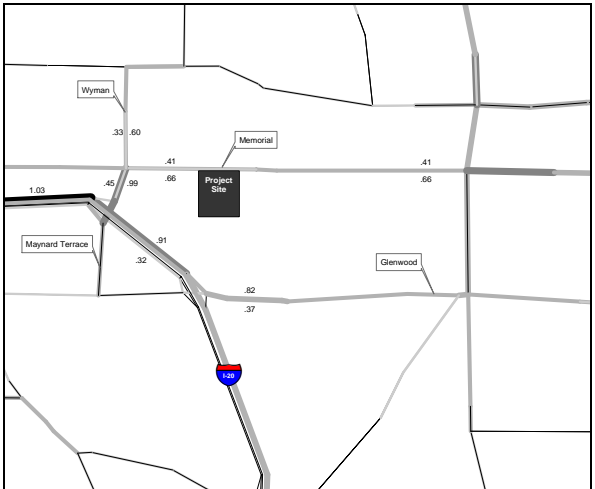 Wyman
.33 .60
Memorial
.41
.41
.66
Project
Site
.66
.45 .99
1.03
.91
Maynard Terrace
.32
Glenwood
.82
.37
I-20